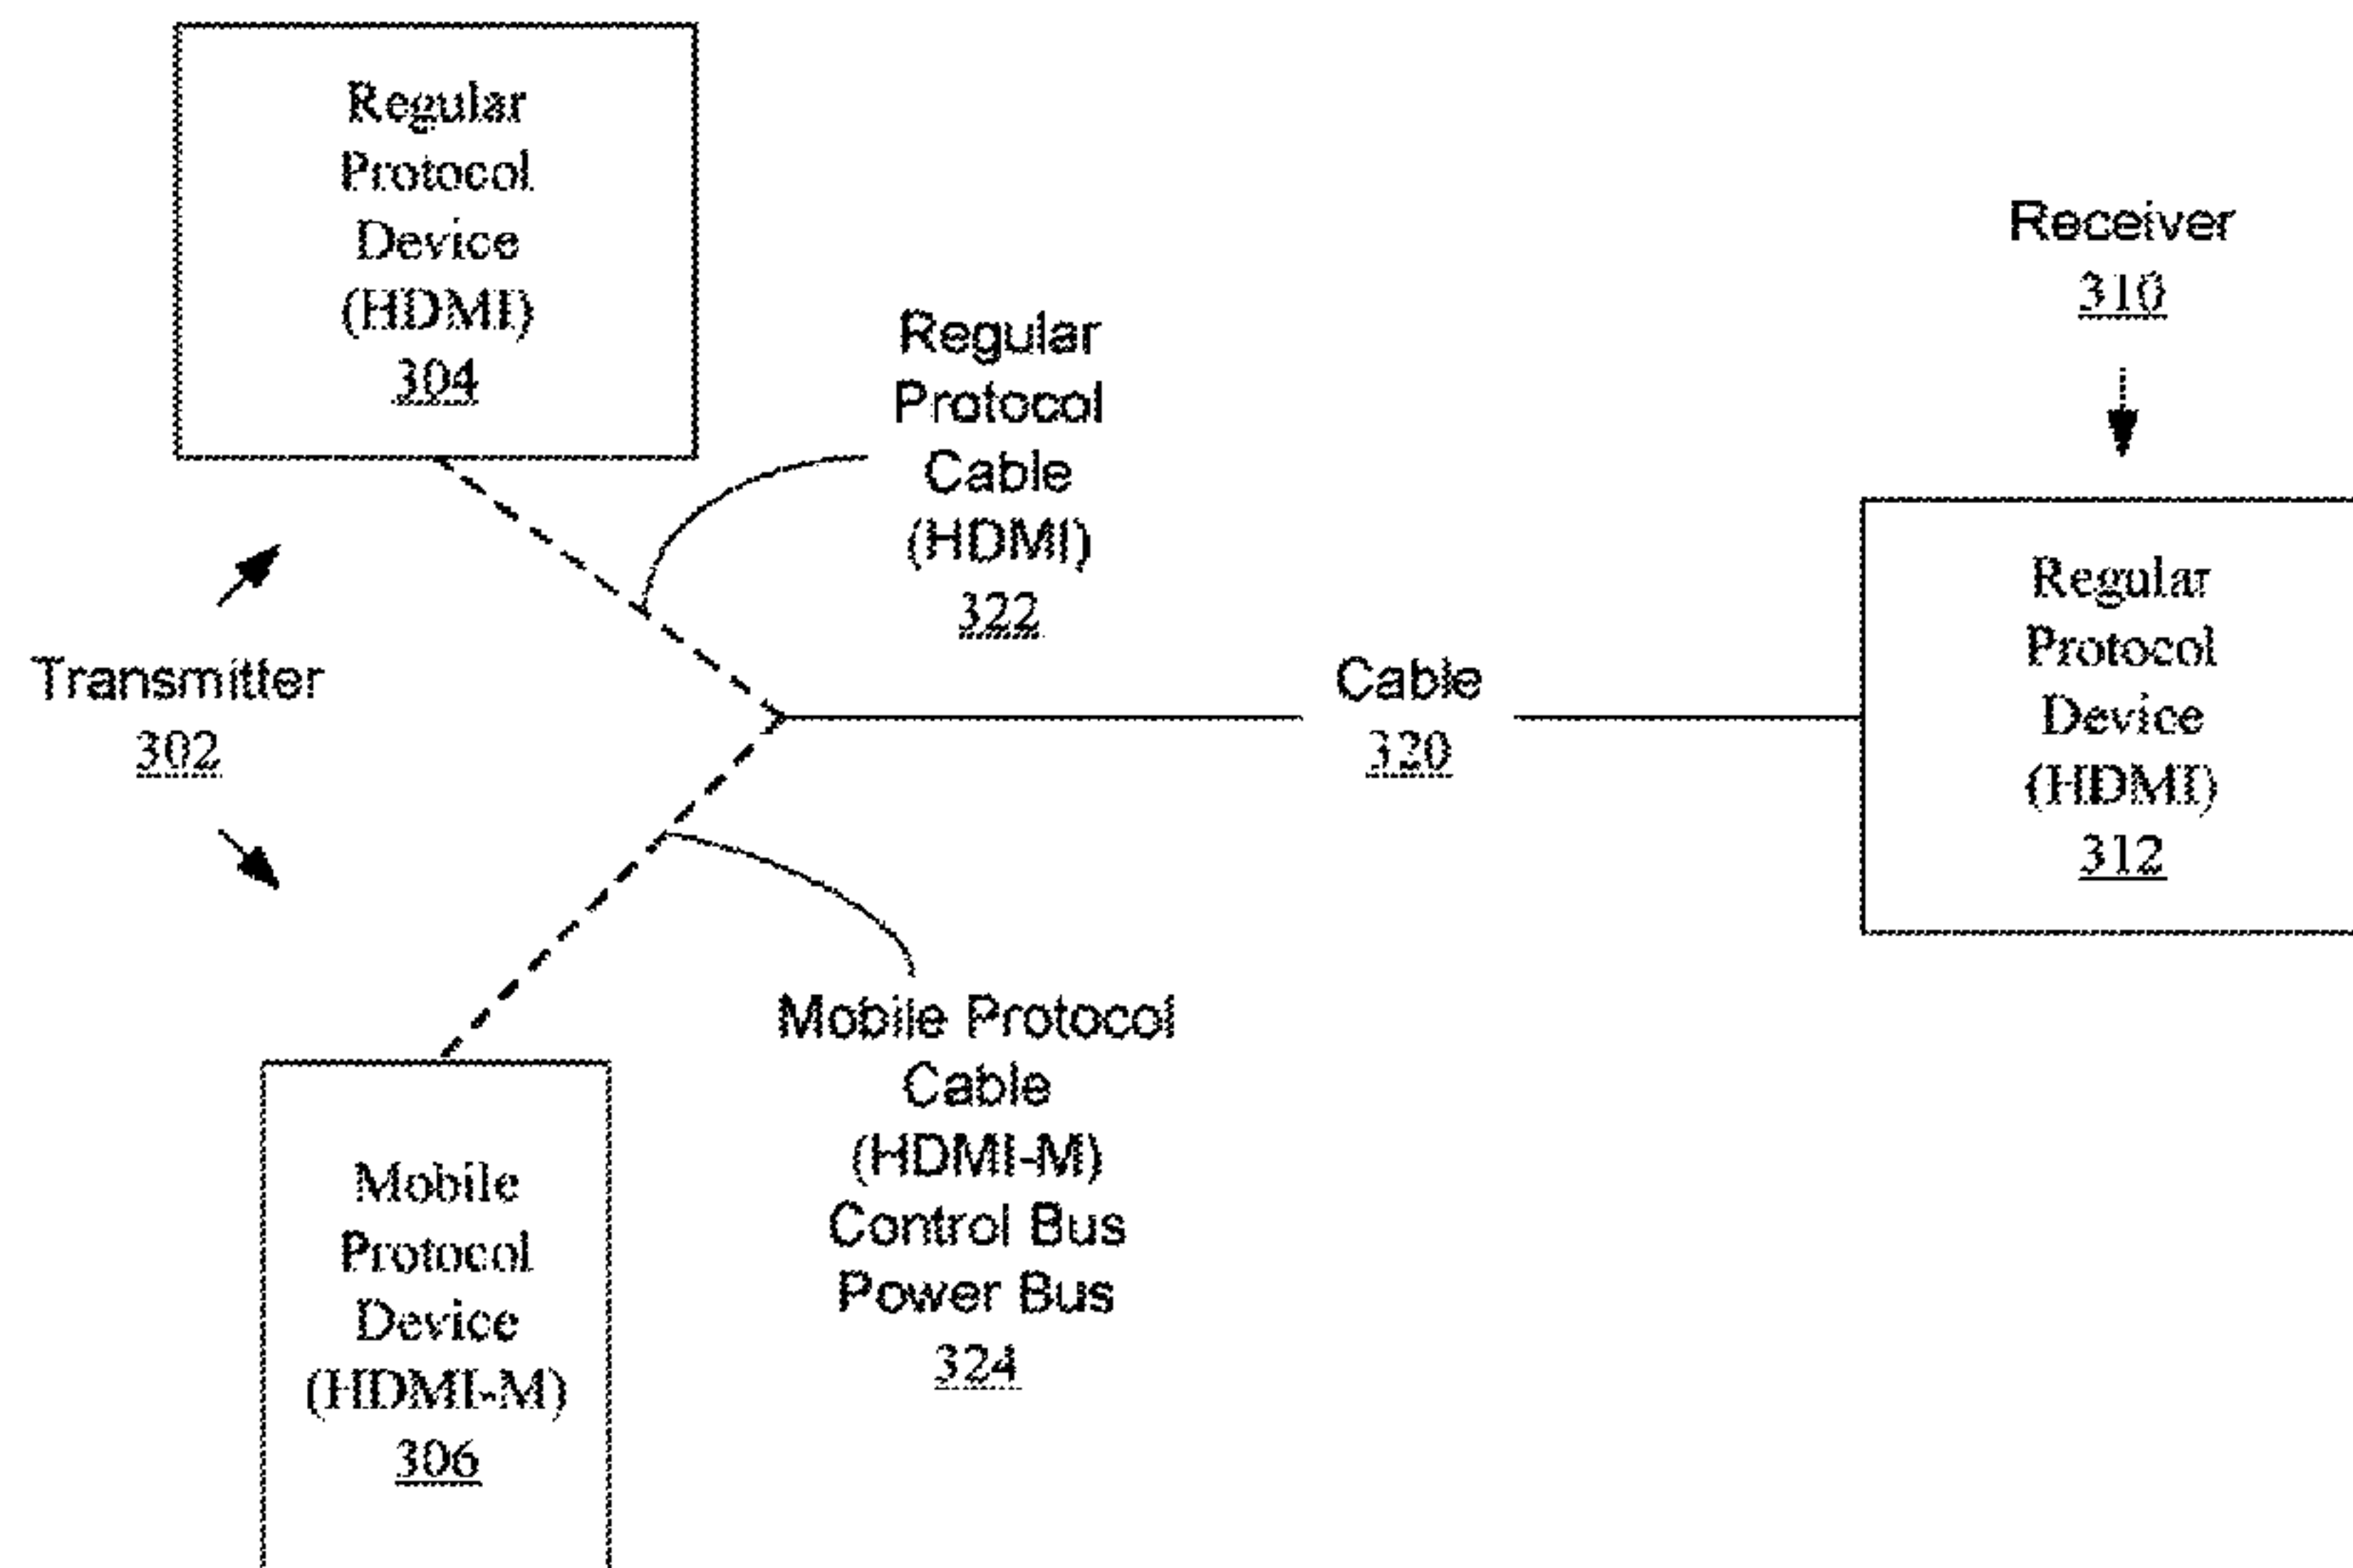 Regular
Protocol
Device
(HDMI)
304
Regular
Protocol
Cable
(HDMI)
322
Receiver
310
Transmitter
302
Cable
320
Regular
Protocol
Device
(HDMI)
312
Mobile Protocol
Cable
(HDMI-M)
Control Bus
Power Bus
324
Mobile
Protocol
Device
(HDMI-M)
306